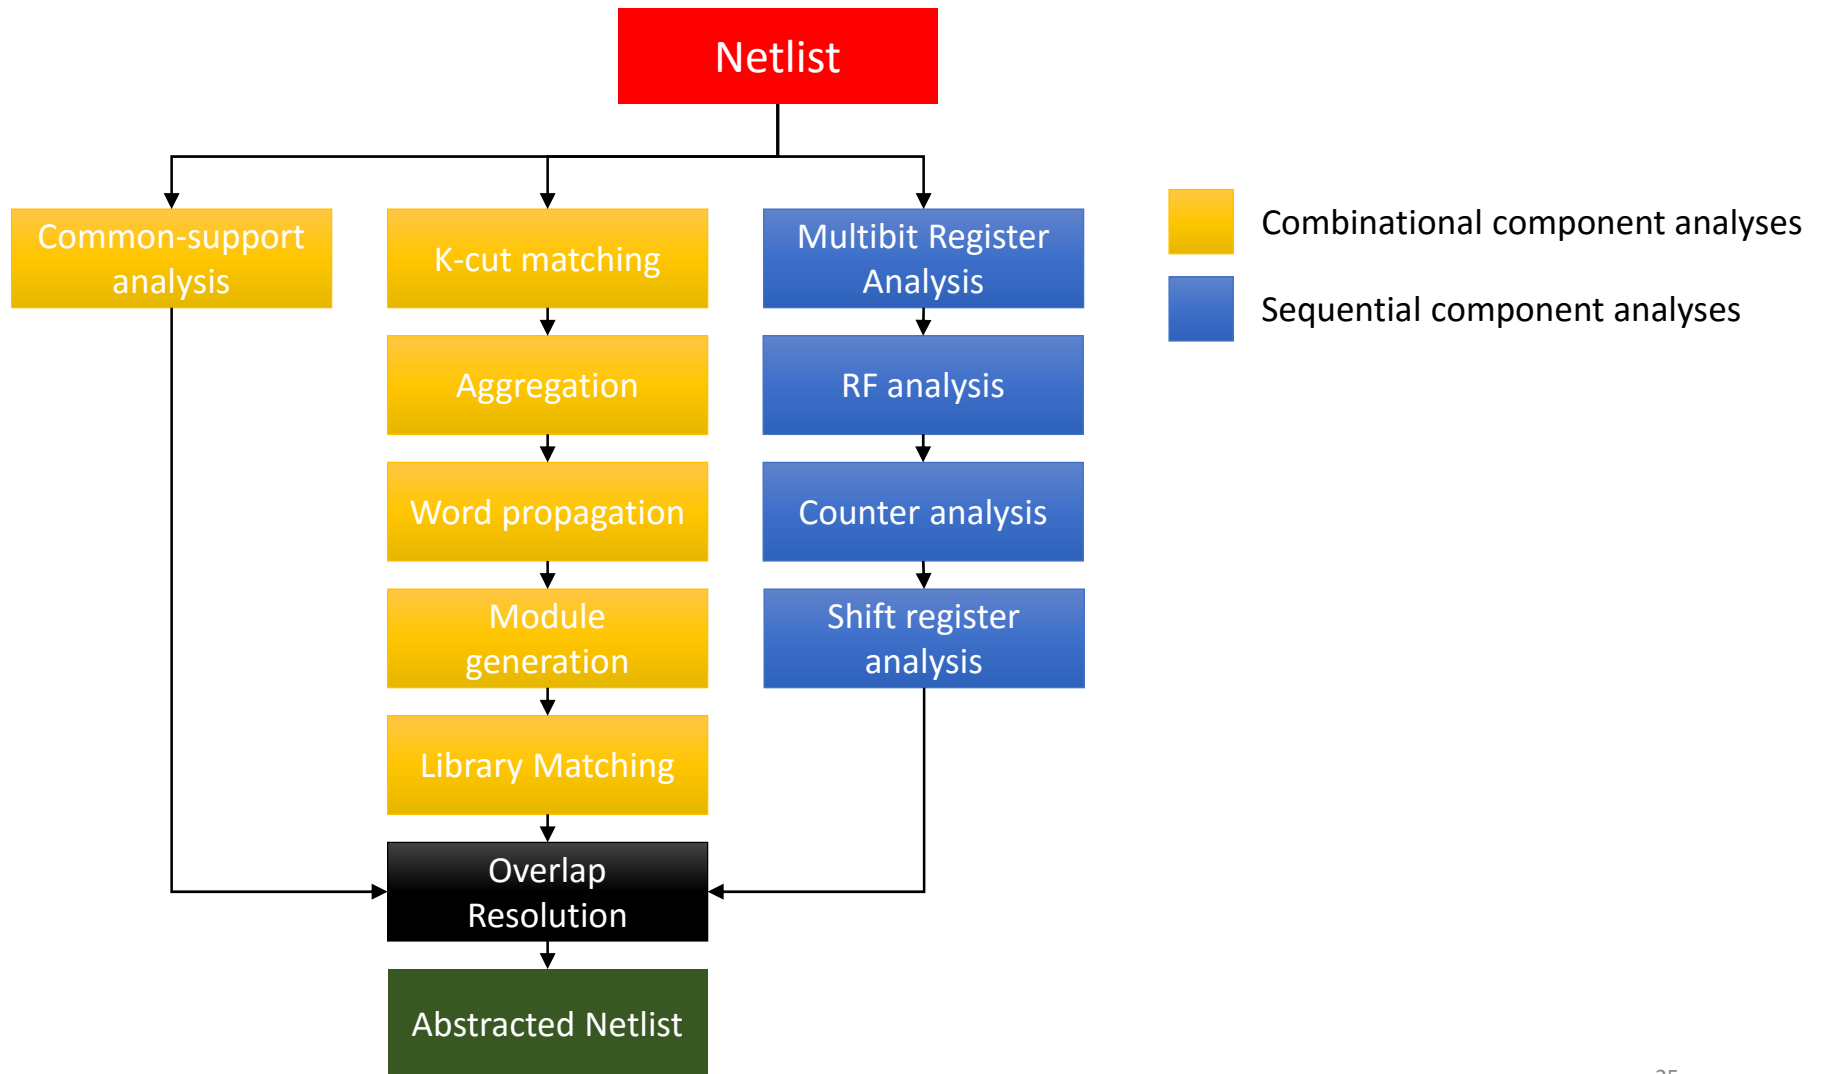 Netlist
Common-support
analysis
K-cut matching
Multibit Register
Analysis
Combinational component analyses
Sequential component analyses
Aggregation
RF analysis
Word propagation
Counter analysis
Module
generation
Shift register
analysis
Library Matching
Overlap
Resolution
Abstracted Netlist